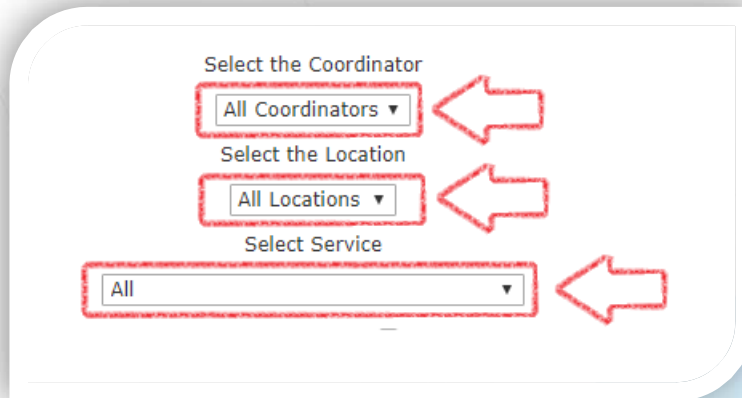 Select the Coordinator
All Coordinators ▼
Select the Location
All Locations ▼
Select Service
All ▼